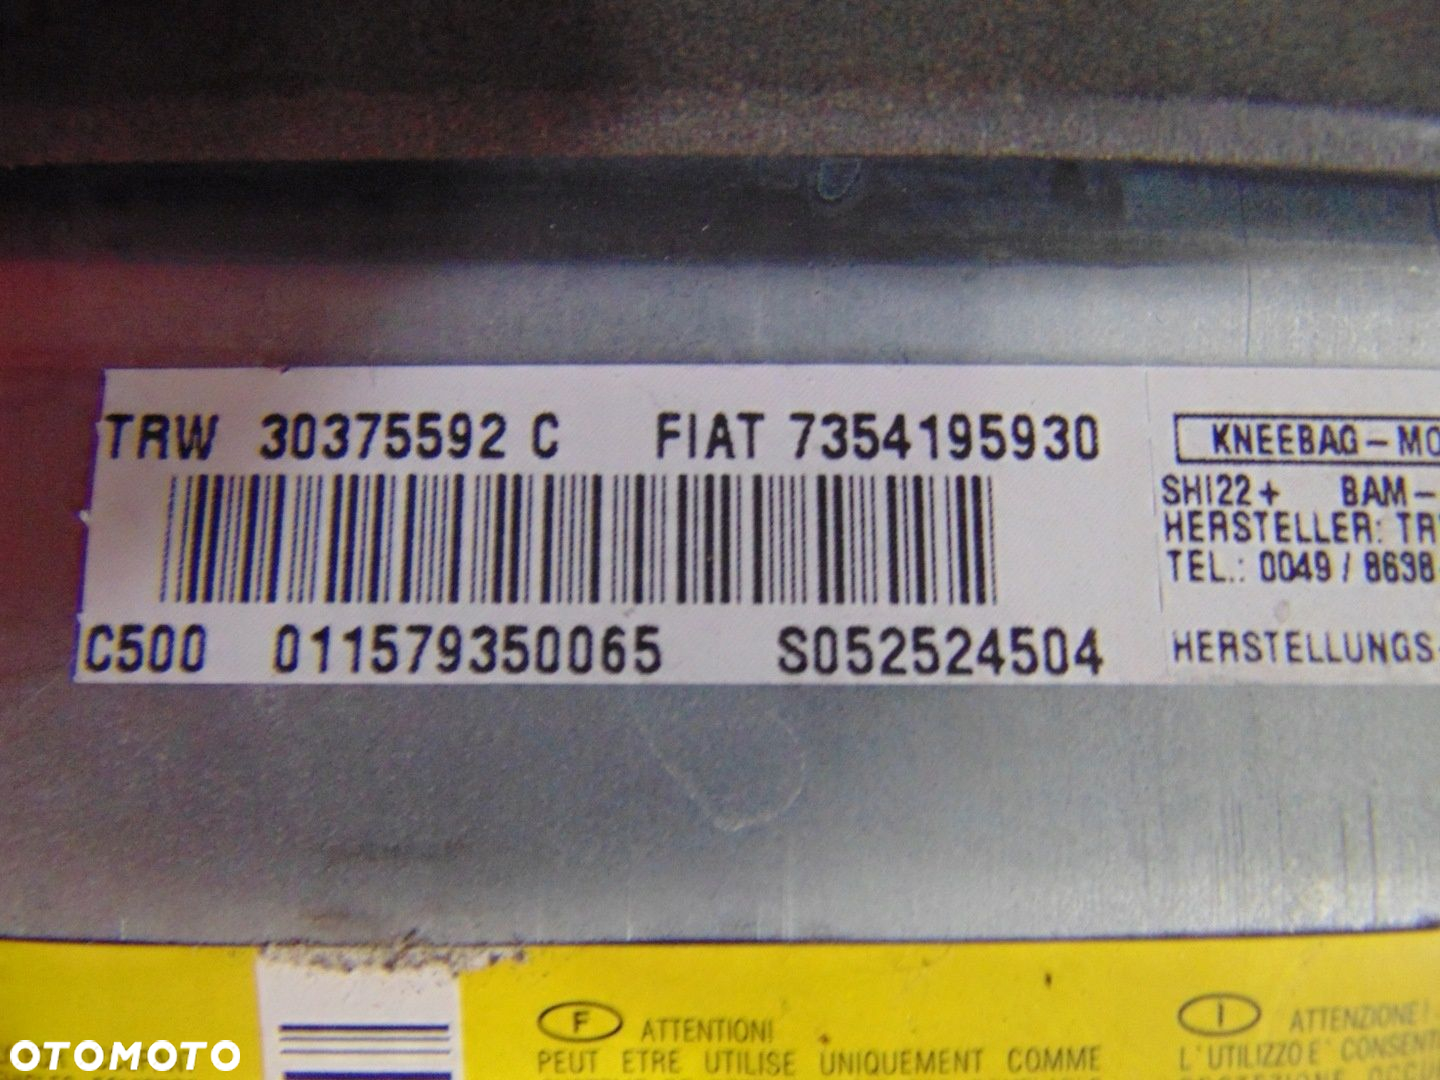 TRW 30375592 C FIAT 7354195930
C500 011579350065 S052524504
KNEEBAG-MO
SHI22+ BAM-
HERSTELLER: TR
TEL.: 0049 / 8638
HERSTELLUNGS-
F ATTENTION!
PEUT ETRE UTILISE UNIQUEMENT COMME
I ATTENZIONE!
L'UTILIZZO E' CONSENTI
OTOMOTO